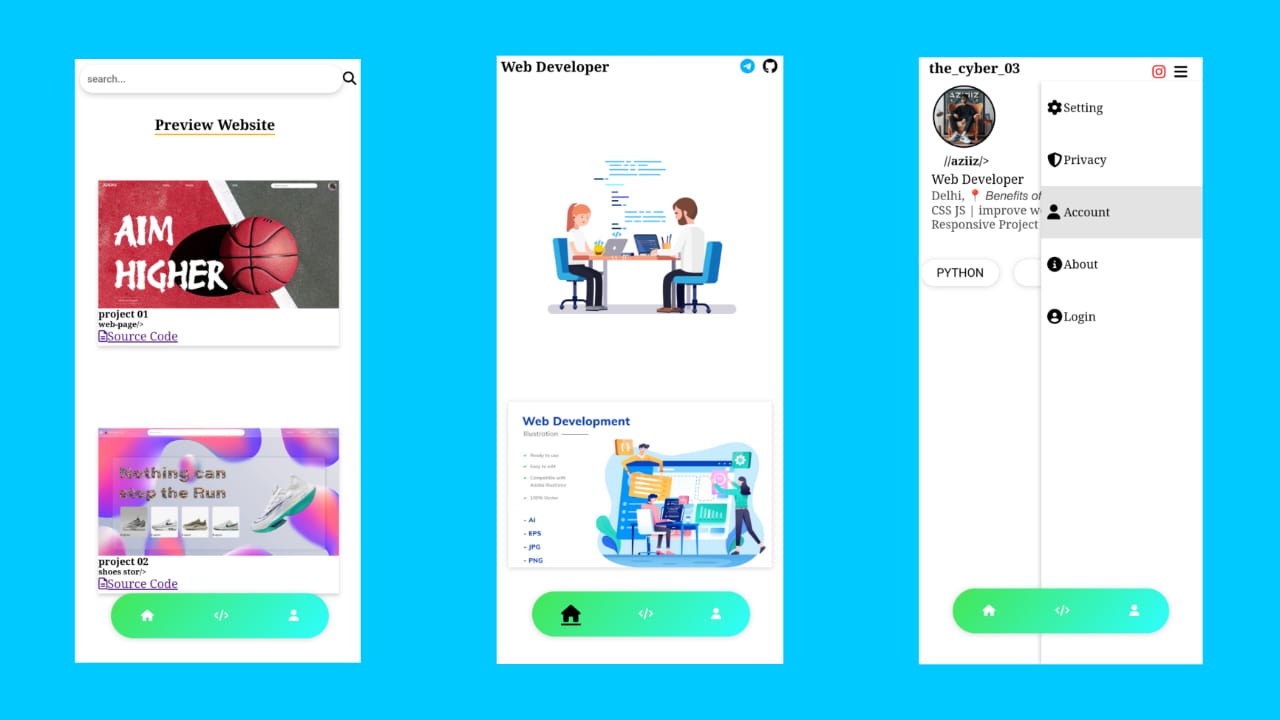 search...
Preview Website
AIM
HIGHER
project 01
web-page/>
Source Code
Nothing can
stop the Run
project 02
shoes stor/>
Source Code
Web Developer
</>
Web Development
Illustration
Ready to use
Easy to edit
Compatible with
Adobe Illustrator
100% Vector
- AI
- EPS
- JPG
- PNG
</>
the_cyber_03
//aziiz/>
Web Developer
Delhi, 📍 Benefits of
CSS JS | improve w
Responsive Project
PYTHON
Setting
Privacy
Account
About
Login
</>